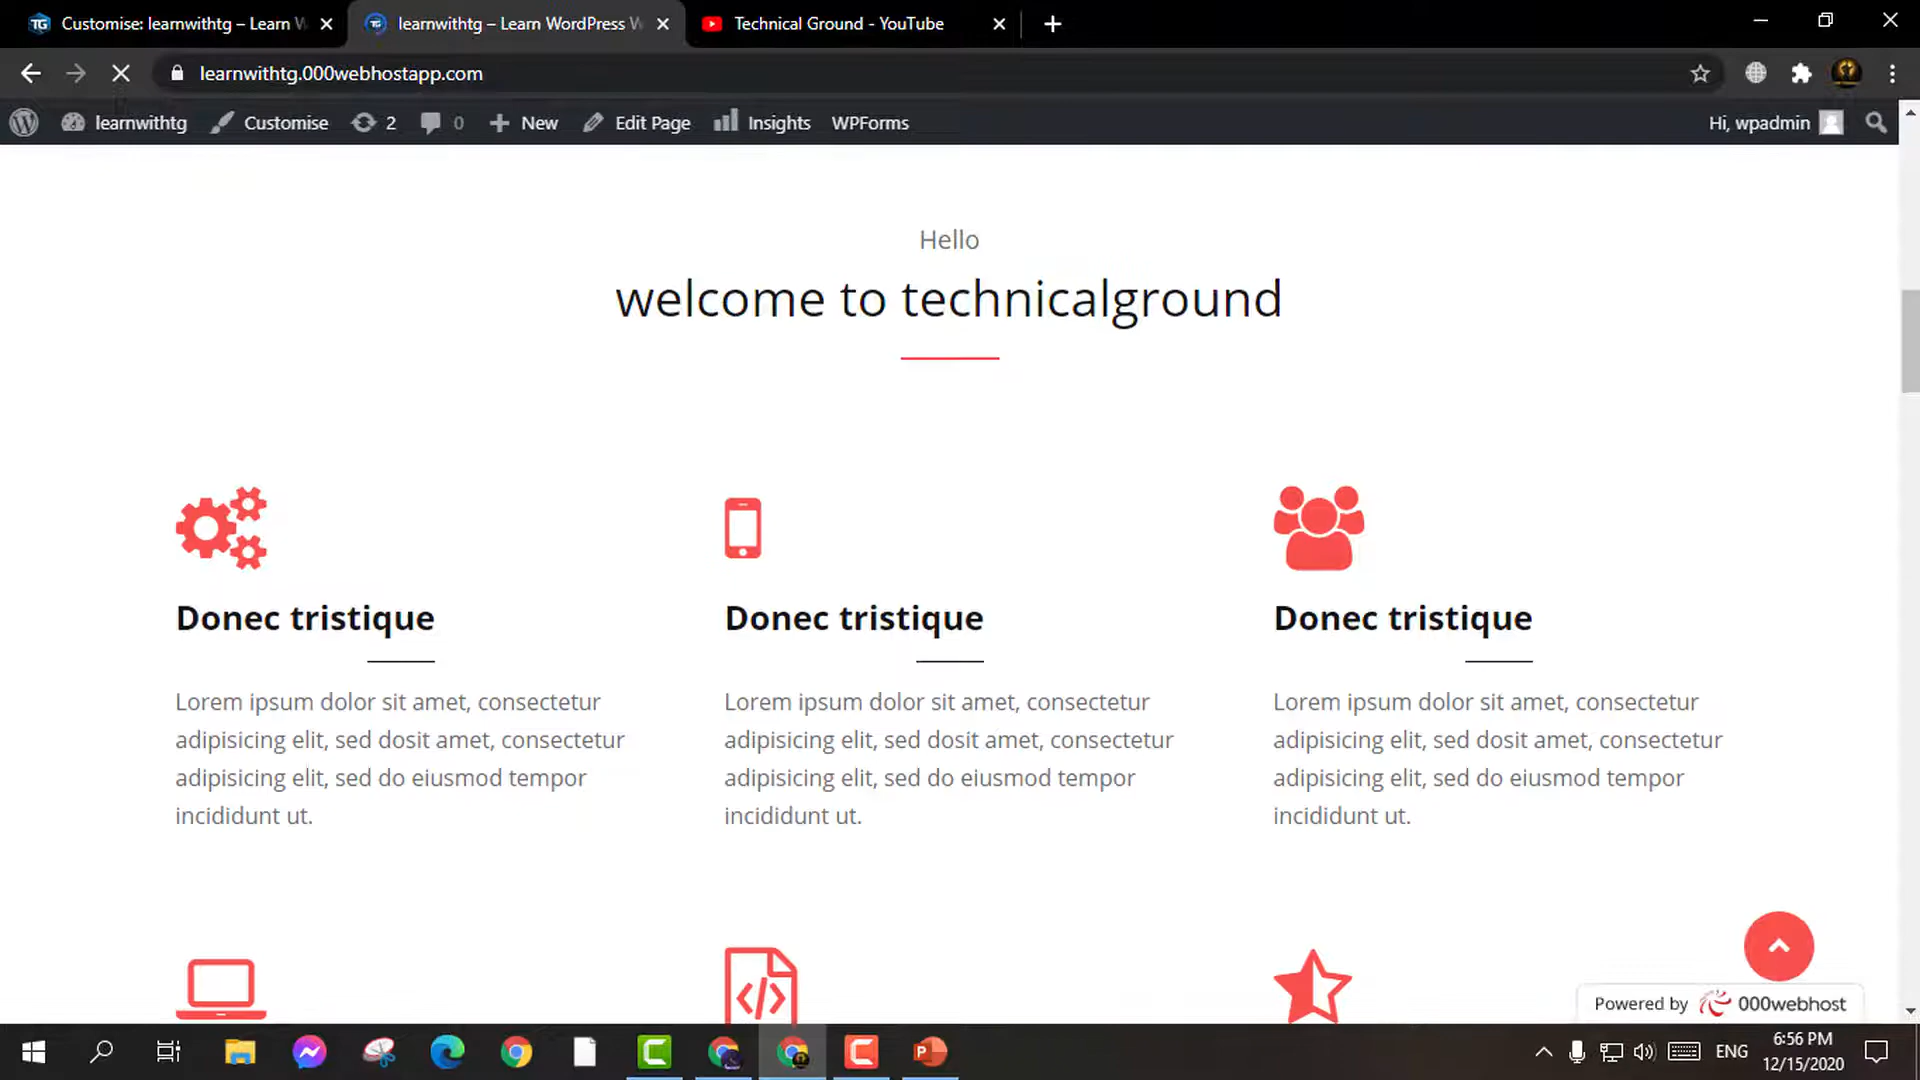 Customise: learnwithtg – Learn W
learnwithtg – Learn WordPress W
Technical Ground - YouTube
learnwithtg.000webhostapp.com
learnwithtg Customise 2 0 New Edit Page Insights WPForms Hi, wpadmin
Hello
welcome to technicalground
Donec tristique
Lorem ipsum dolor sit amet, consectetur
adipisicing elit, sed dosit amet, consectetur
adipisicing elit, sed do eiusmod tempor
incididunt ut.
Donec tristique
Lorem ipsum dolor sit amet, consectetur
adipisicing elit, sed dosit amet, consectetur
adipisicing elit, sed do eiusmod tempor
incididunt ut.
Donec tristique
Lorem ipsum dolor sit amet, consectetur
adipisicing elit, sed dosit amet, consectetur
adipisicing elit, sed do eiusmod tempor
incididunt ut.
Powered by 000webhost
ENG
6:56 PM
12/15/2020